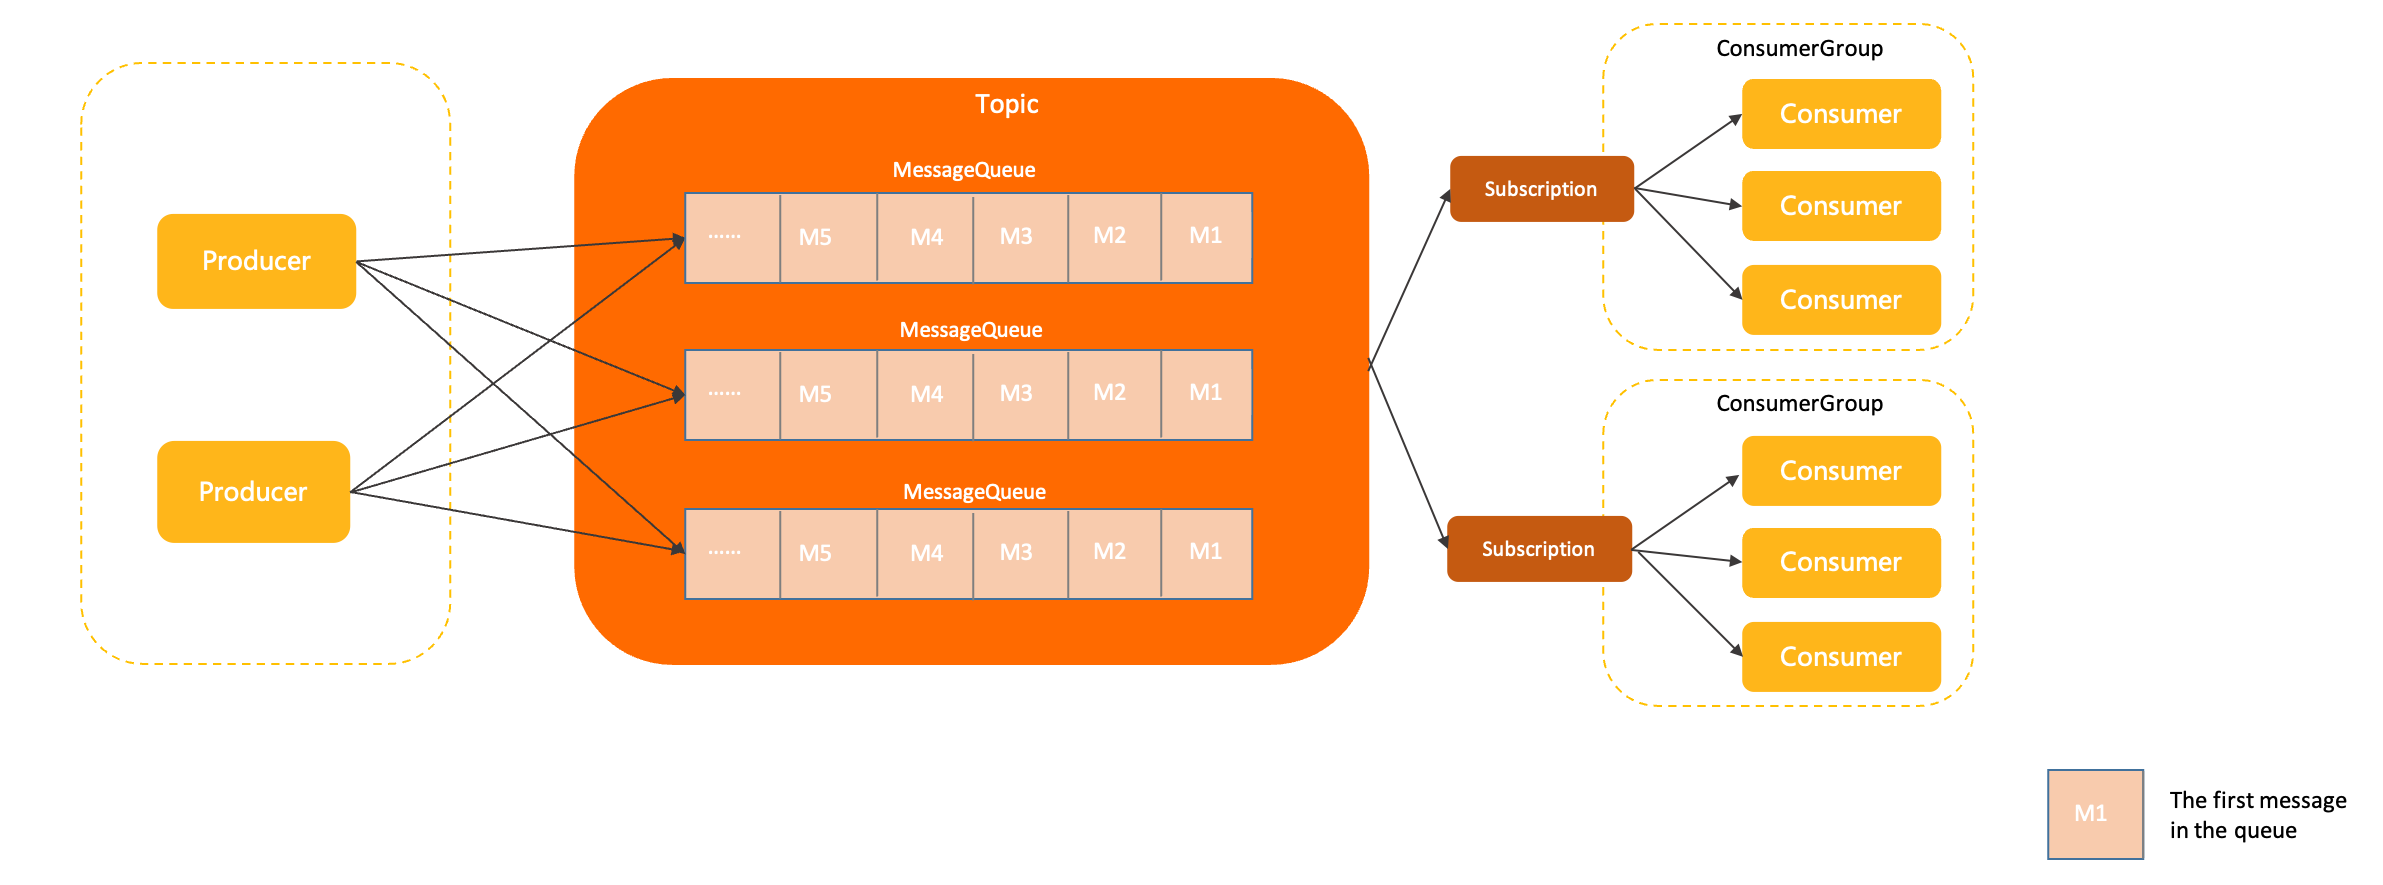 Producer
Producer
Topic
MessageQueue
...... M5 M4 M3 M2 M1
MessageQueue
...... M5 M4 M3 M2 M1
MessageQueue
...... M5 M4 M3 M2 M1
Subscription
Subscription
ConsumerGroup
Consumer
Consumer
Consumer
ConsumerGroup
Consumer
Consumer
Consumer
M1
The first message
in the queue